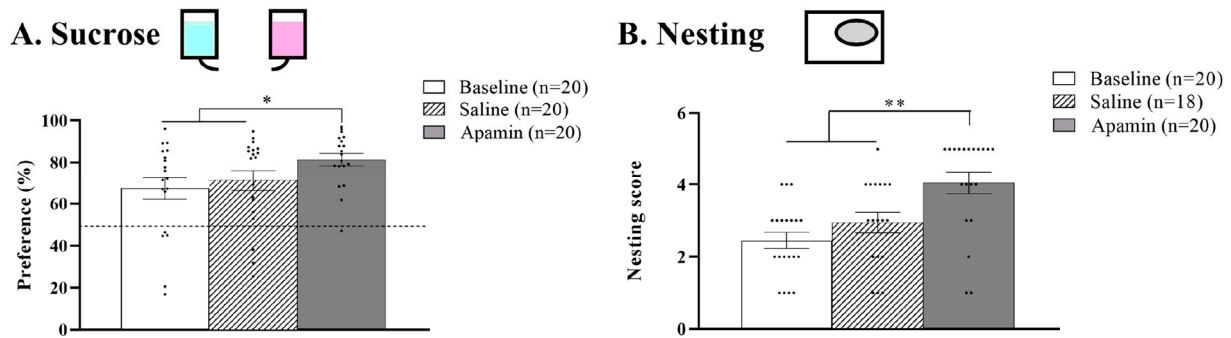 A. Sucrose
*
Baseline (n=20)
Saline (n=20)
Apamin (n=20)
Preference (%)
100
80
60
40
20
0
B. Nesting
**
Baseline (n=20)
Saline (n=18)
Apamin (n=20)
Nesting score
6
4
2
0